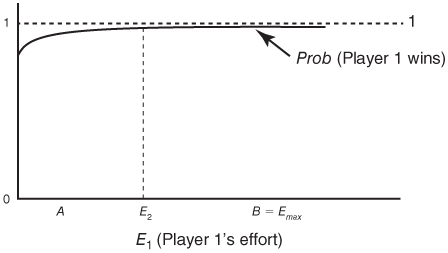 1
1
Prob (Player 1 wins)
0
A
E2
B = Emax
E1 (Player 1's effort)